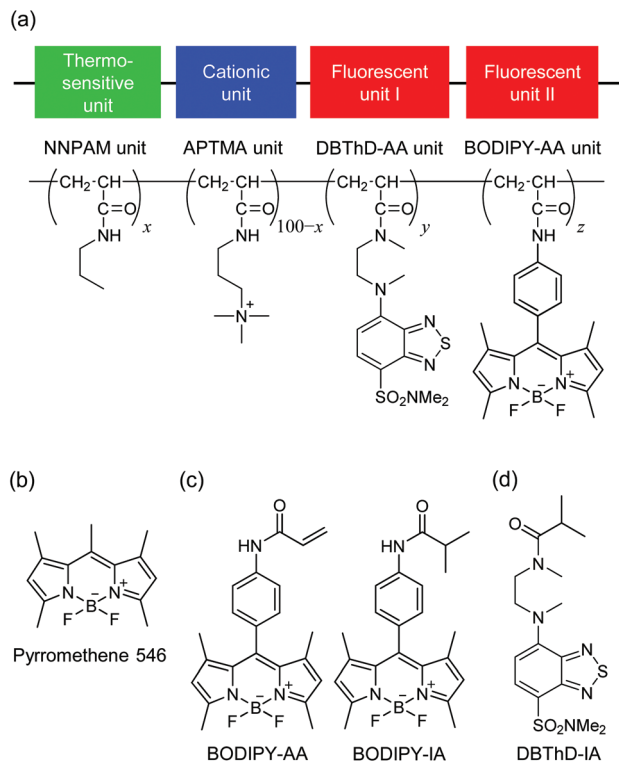 (a)
Thermo-
sensitive
unit
Cationic
unit
Fluorescent
unit I
Fluorescent
unit II
NNPAM unit
APTMA unit
DBThD-AA unit
BODIPY-AA unit
CH₂-CH
C=O
NH
x
CH₂-CH
C=O
NH
100−x
N⁺
CH₂-CH
C=O
N
y
N
N
S
N
SO₂NMe₂
CH₂-CH
C=O
NH
z
N
N⁺
B⁻
F
F
(b)
N
N⁺
B⁻
F
F
Pyrromethene 546
(c)
O
HN
N
N⁺
B⁻
F
F
BODIPY-AA
O
HN
N
N⁺
B⁻
F
F
BODIPY-IA
(d)
O
N
N
N
S
N
SO₂NMe₂
DBThD-IA